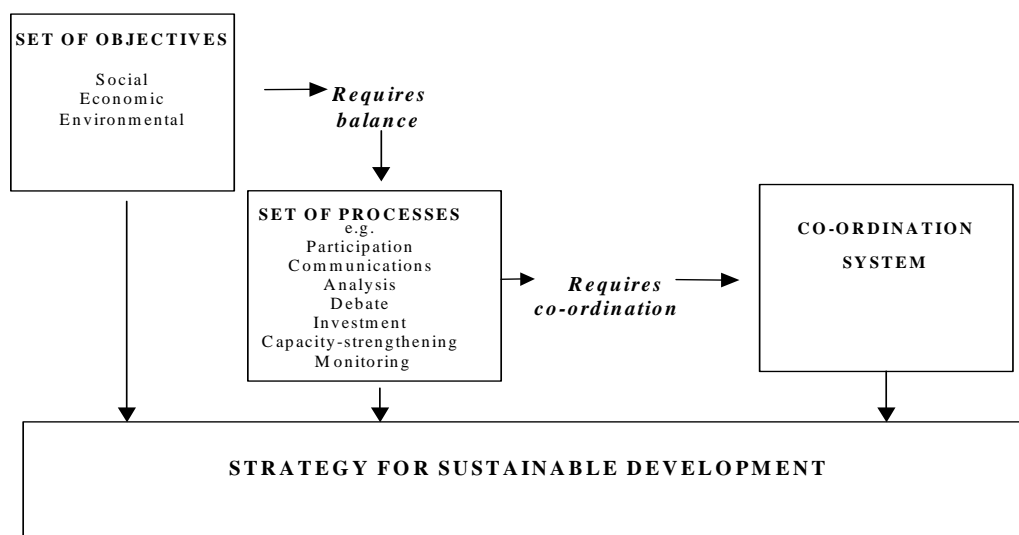 SET OF OBJECTIVES
Social
Economic
Environmental
Requires
balance
SET OF PROCESSES
e.g.
Participation
Communications
Analysis
Debate
Investment
Capacity-strengthening
Monitoring
Requires
co-ordination
CO-ORDINATION
SYSTEM
STRATEGY FOR SUSTAINABLE DEVELOPMENT